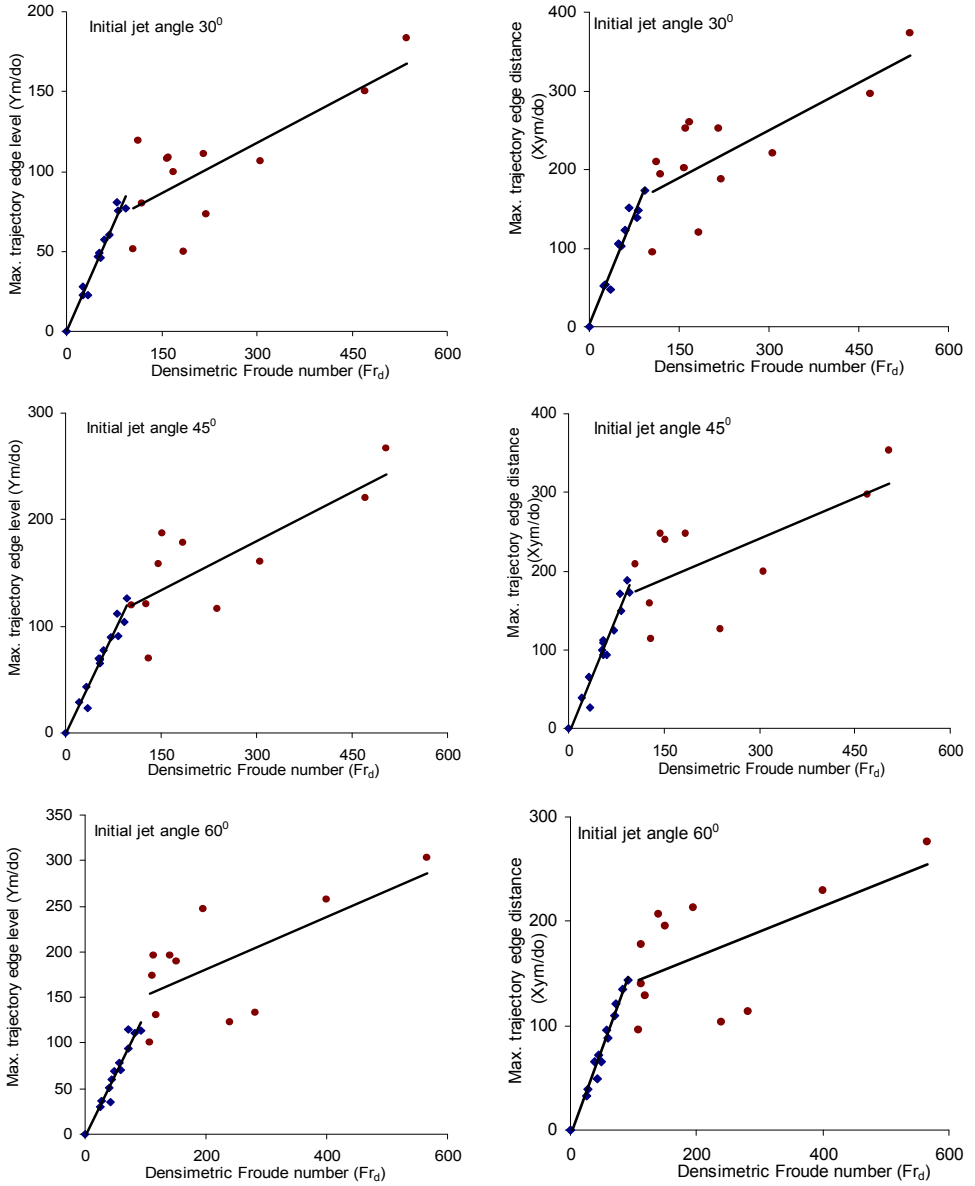 Initial jet angle 30⁰
Max. trajectory edge level (Ym/do)
200
150
100
50
0
0 150 300 450 600
Densimetric Froude number (Frd)
Initial jet angle 30⁰
Max. trajectory edge distance
(Xym/do)
400
300
200
100
0
0 150 300 450 600
Densimetric Froude number (Frd)
Initial jet angle 45⁰
Max. trajectory edge level (Ym/do)
300
200
100
0
0 150 300 450 600
Densimetric Froude number (Frd)
Initial jet angle 45⁰
Max. trajectory edge distance
(Xym/do)
400
300
200
100
0
0 150 300 450 600
Densimetric Froude number (Frd)
Initial jet angle 60⁰
Max. trajectory edge level (Ym/do)
350
300
250
200
150
100
50
0
0 200 400 600
Densimetric Froude number (Frd)
Initial jet angle 60⁰
Max. trajectory edge distance
(Xym/do)
300
200
100
0
0 200 400 600
Densimetric Froude number (Frd)